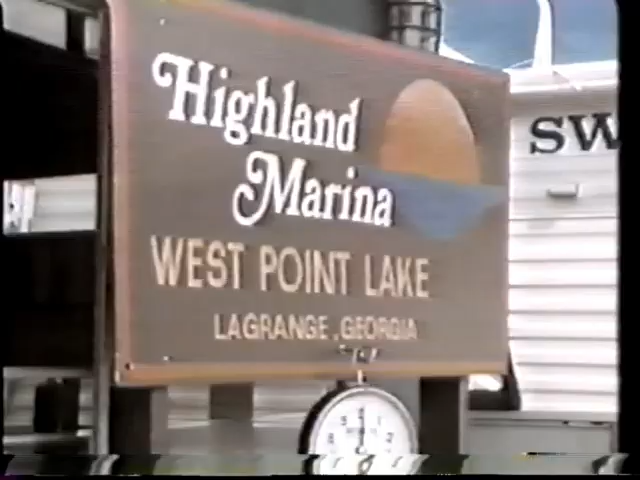 Highland
Marina
WEST POINT LAKE
LAGRANGE, GEORGIA
SW